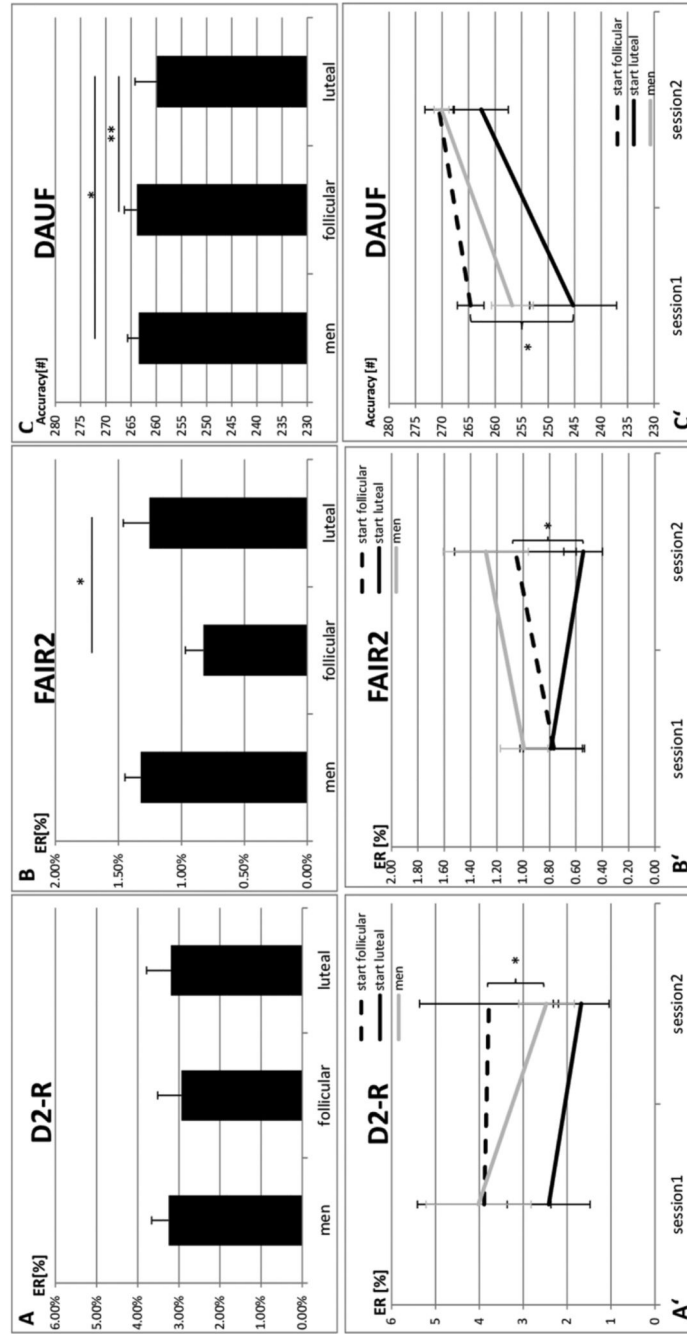 A
D2-R
ER[%]
6.00%
5.00%
4.00%
3.00%
2.00%
1.00%
0.00%
men
follicular
luteal
B
FAIR2
ER[%]
2.00%
1.50%
1.00%
0.50%
0.00%
*
men
follicular
luteal
C
DAUF
Accuracy[#]
280
275
270
265
260
255
250
245
240
235
230
*
**
men
follicular
luteal
D2-R
ER [%]
6
5
4
3
2
1
0
start follicular
start luteal
men
*
session1
session2
A‘
FAIR2
ER [%]
2.00
1.80
1.60
1.40
1.20
1.00
0.80
0.60
0.40
0.20
0.00
start follicular
start luteal
men
*
session1
session2
B‘
DAUF
Accuracy [#]
280
275
270
265
260
255
250
245
240
235
230
*
start follicular
start luteal
men
session1
session2
C‘